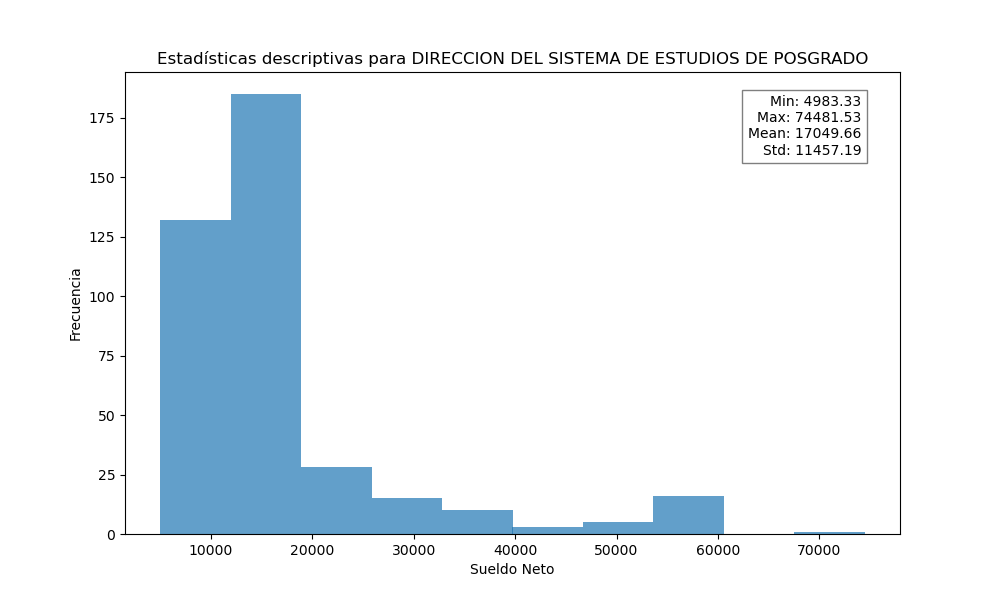 Estadísticas descriptivas para DIRECCION DEL SISTEMA DE ESTUDIOS DE POSGRADO
Min: 4983.33
Max: 74481.53
Mean: 17049.66
Std: 11457.19
175
150
125
100
75
50
25
0
Frecuencia
10000 20000 30000 40000 50000 60000 70000
Sueldo Neto